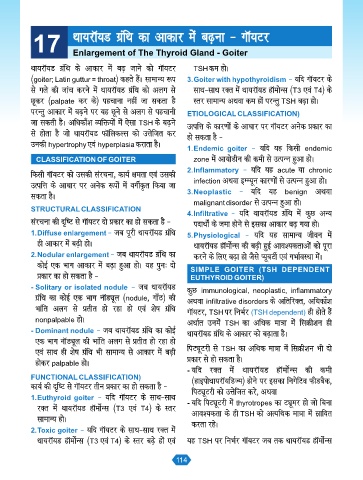 17
थायरॉयड ग्रंथि का आकार में बढ़ना - गॉयटर
Enlargement of The Thyroid Gland - Goiter
थायरॉयड ग्रंथि के आकार में बढ़ जाने को गॉयटर
(goiter; Latin guttur = throat) कहते हैं। सामान्य रूप
से गले की जांच करने में थायरॉयड ग्रंथि को अलग से
छूकर (palpate कर के) पहचाना नहीं जा सकता है
परन्तु आकार में बढ़ने पर यह छूने से अलग से पहचानी
जा सकती है। अधिकाँश व्यक्तियों में ऐसा TSH के बढ़ने
से होता है जो थायरॉयड फॉलिकल्स को उत्तेजित कर
उनकी hypertrophy एवं hyperplasia करता है।
CLASSIFICATION OF GOITER
किसी गॉयटर को उसकी संरचना, कार्य क्षमता एवं उसकी
उत्पत्ति के आधार पर अनेक रूपों में वर्गीकृत किया जा
सकता है।
STRUCTURAL CLASSIFICATION
संरचना की दृष्टि से गॉयटर दो प्रकार का हो सकता है -
1.Diffuse enlargement - जब पूरी थायरॉयड ग्रंथि
ही आकार में बढ़ी हो।
2.Nodular enlargement - जब थायरॉयड ग्रंथि का
कोई एक भाग आकार में बढ़ा हुआ हो। यह पुनः दो
प्रकार का हो सकता है -
- Solitary or isolated nodule - जब थायरॉयड
ग्रंथि का कोई एक भाग नॉडयूल (nodule, गाँठ) की
भांति अलग से प्रतीत हो रहा हो एवं शेष ग्रंथि
nonpalpable हो।
- Dominant nodule - जब थायरॉयड ग्रंथि का कोई
एक भाग नॉडयूल की भांति अलग से प्रतीत हो रहा हो
एवं साथ ही शेष ग्रंथि भी सामान्य से आकार में बढ़ी
होकर palpable हो।
FUNCTIONAL CLASSIFICATION)
कार्य की दृष्टि से गॉयटर तीन प्रकार का हो सकता है -
1.Euthyroid goiter - यदि गॉयटर के साथ-साथ
रक्त में थायरॉयड हॉर्मोन्स (T3 एवं T4) के स्तर
सामान्य हो।
2.Toxic goiter - यदि गॉयटर के साथ-साथ रक्त में
थायरॉयड हॉर्मोन्स (T3 एवं T4) के स्तर बढ़े हों एवं
TSH कम हो।
3.Goiter with hypothyroidism - यदि गॉयटर के
साथ-साथ थायरॉयड हॉर्मोन्स (T3 एवं T4) के
स्तर सामान्य अथवा कम हों परन्तु TSH बढ़ा हो।
ETIOLOGICAL CLASSIFICATION)
उत्पत्ति के कारणों के आधार पर गॉयटर अनेक प्रकार का
हो सकता है -
1.Endemic goiter - यदि यह किसी endemic
zone में आयोडीन की कमी से उत्पन्न हुआ हो।
2.Inflammatory - यदि यह acute या chronic
infection अथवा इम्म्यून कारणों से उत्पन्न हुआ हो।
3.Neoplastic - यदि यह benign अथवा
malignant disorder से उत्पन्न हुआ हो।
4.Infiltrative - यदि थायरॉयड ग्रंथि में कुछ अन्य
पदार्थों के जमा होने से इसका आकार बढ़ गया हो।
5.Physiological - यदि यह सामान्य जीवन में
थायरॉयड हॉर्मोन्स की बढ़ी हुई आवश्यकताओं को पूरा
करने के लिए बढ़ा हो जैसे प्यूबर्टी एवं गर्भावस्था में।
SIMPLE GOITER (TSH DEPENDENT
EUTHYROID GOITER)
कुछ immunological, neoplastic, inflammatory
अथवा infiltrative disorders के अतिरिक्त, अधिकांश
गॉयटर, TSH पर निर्भर (TSH dependent) ही होते हैं
अर्थात उनमें TSH का अधिक मात्रा में सिक्रीशन ही
थायरॉयड ग्रंथि के आकार को बढ़ाता है।
पिटयूटरी से TSH का अधिक मात्रा में सिक्रीशन भी दो
प्रकार से हो सकता है।
- यदि रक्त में थायरॉयड हॉर्मोन्स की कमी
(हाइपोथायरॉयडिज्म) होने पर इसका निगेटिव फीडबैक,
पिटयूटरी को उत्तेजित करे, अथवा
- यदि पिटयूटरी में thyrotropes का ट्यूमर हो जो बिना
आवश्यकता के ही TSH को अत्यधिक मात्रा में स्रावित
करता रहे।
यह TSH पर निर्भर गॉयटर जब तक थायरॉयड हॉर्मोन्स
114